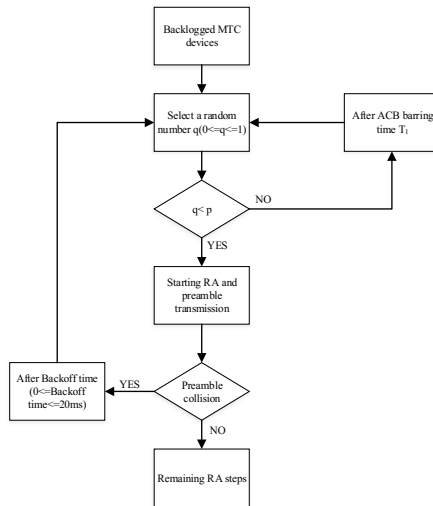 Backlogged MTC
devices
Select a random
number q(0<=q<=1)
After ACB barring
time T₁
q< p
NO
YES
Starting RA and
preamble
transmission
After Backoff time
(0<=Backoff
time<=20ms)
YES
Preamble
collision
NO
Remaining RA steps